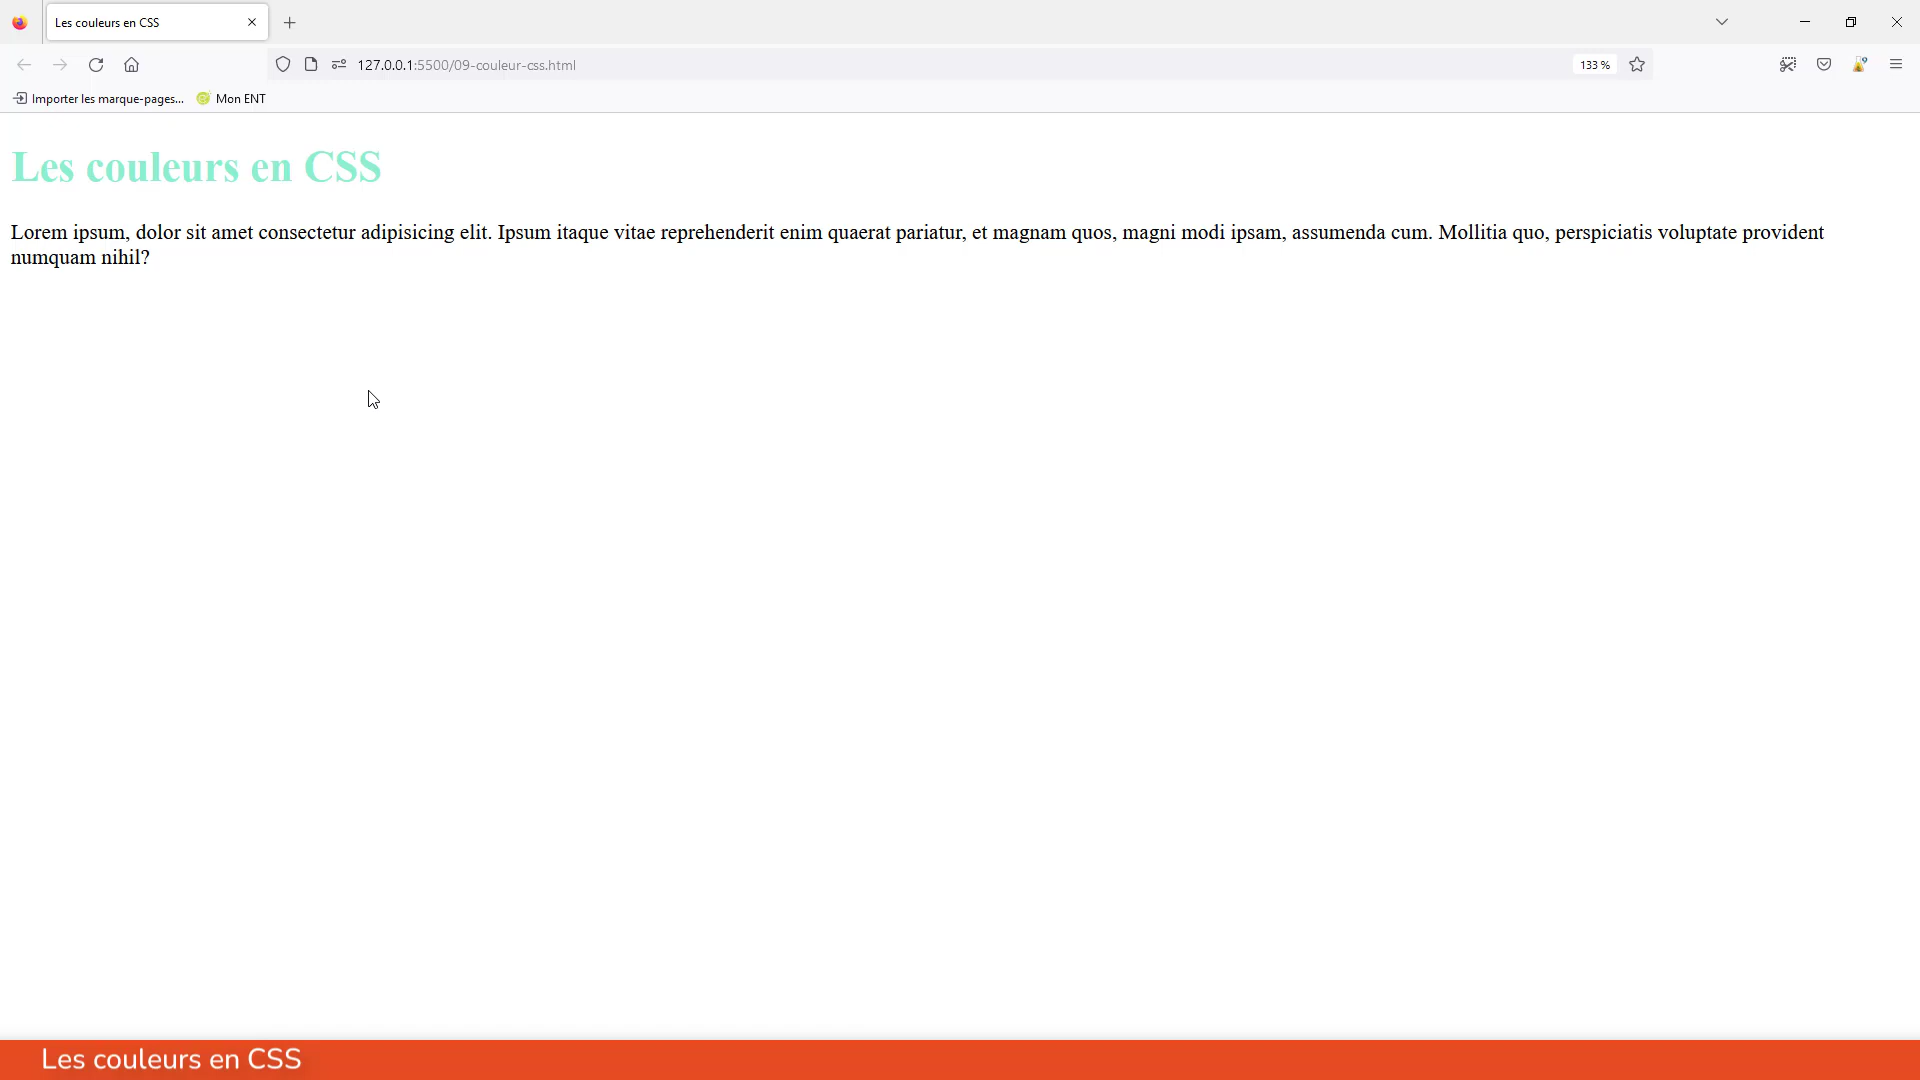 Les couleurs en CSS
127.0.0.1:5500/09-couleur-css.html
133 %
Importer les marque-pages...
Mon ENT
Les couleurs en CSS
Lorem ipsum, dolor sit amet consectetur adipisicing elit. Ipsum itaque vitae reprehenderit enim quaerat pariatur, et magnam quos, magni modi ipsam, assumenda cum. Mollitia quo, perspiciatis voluptate provident
numquam nihil?
Les couleurs en CSS